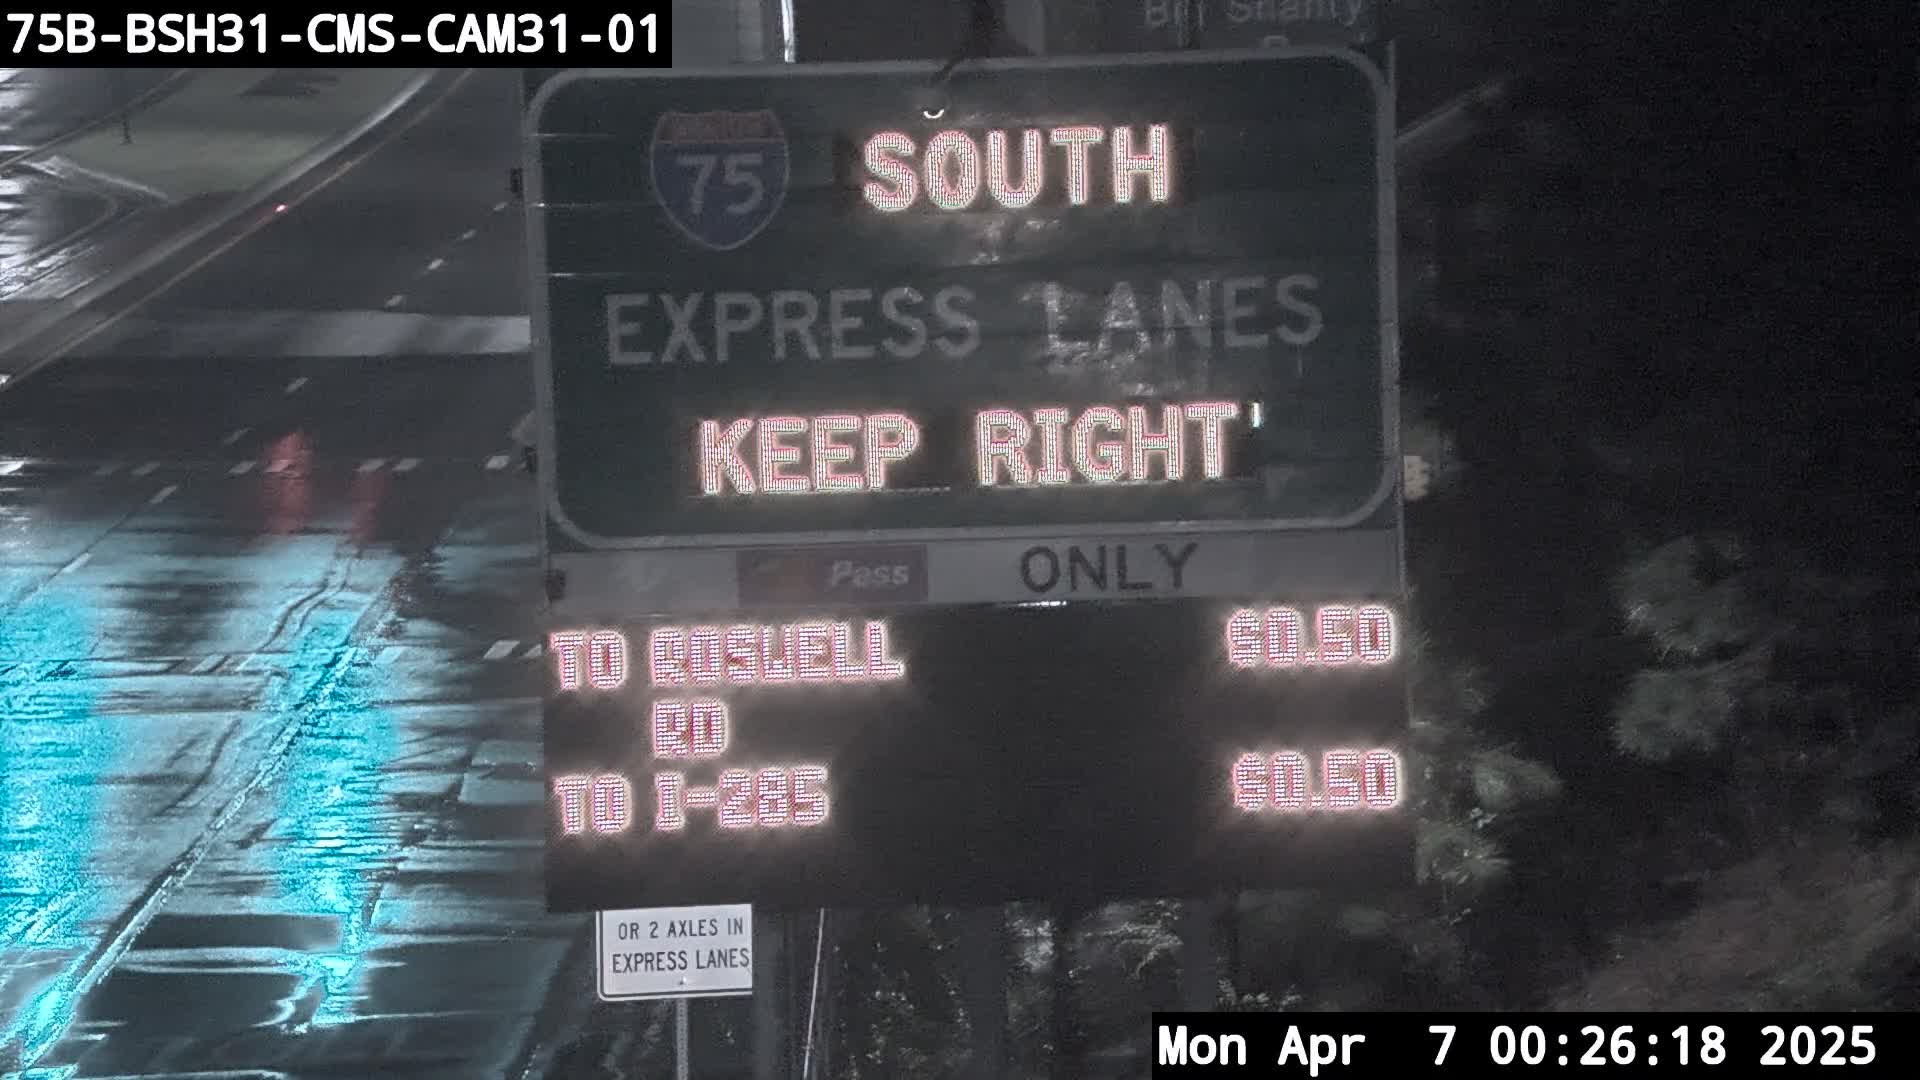 75B-BSH31-CMS-CAM31-01
75 SOUTH
EXPRESS LANES
KEEP RIGHT
Pass ONLY
TO ROSWELL $0.50
RD
TO I-285 $0.50
OR 2 AXLES IN
EXPRESS LANES
Mon Apr 7 00:26:18 2025